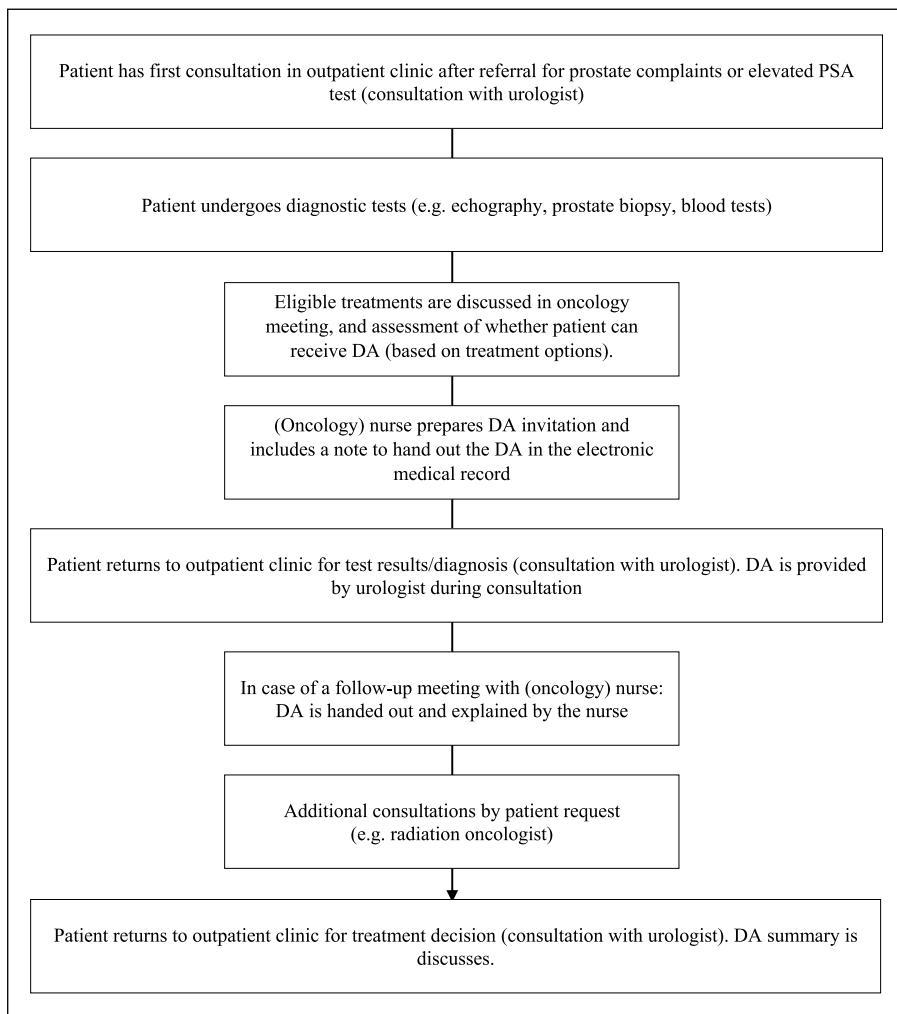 Patient has first consultation in outpatient clinic after referral for prostate complaints or elevated PSA
test (consultation with urologist)
Patient undergoes diagnostic tests (e.g. echography, prostate biopsy, blood tests)
Eligible treatments are discussed in oncology
meeting, and assessment of whether patient can
receive DA (based on treatment options).
(Oncology) nurse prepares DA invitation and
includes a note to hand out the DA in the electronic
medical record
Patient returns to outpatient clinic for test results/diagnosis (consultation with urologist). DA is provided
by urologist during consultation
In case of a follow-up meeting with (oncology) nurse:
DA is handed out and explained by the nurse
Additional consultations by patient request
(e.g. radiation oncologist)
Patient returns to outpatient clinic for treatment decision (consultation with urologist). DA summary is
discusses.